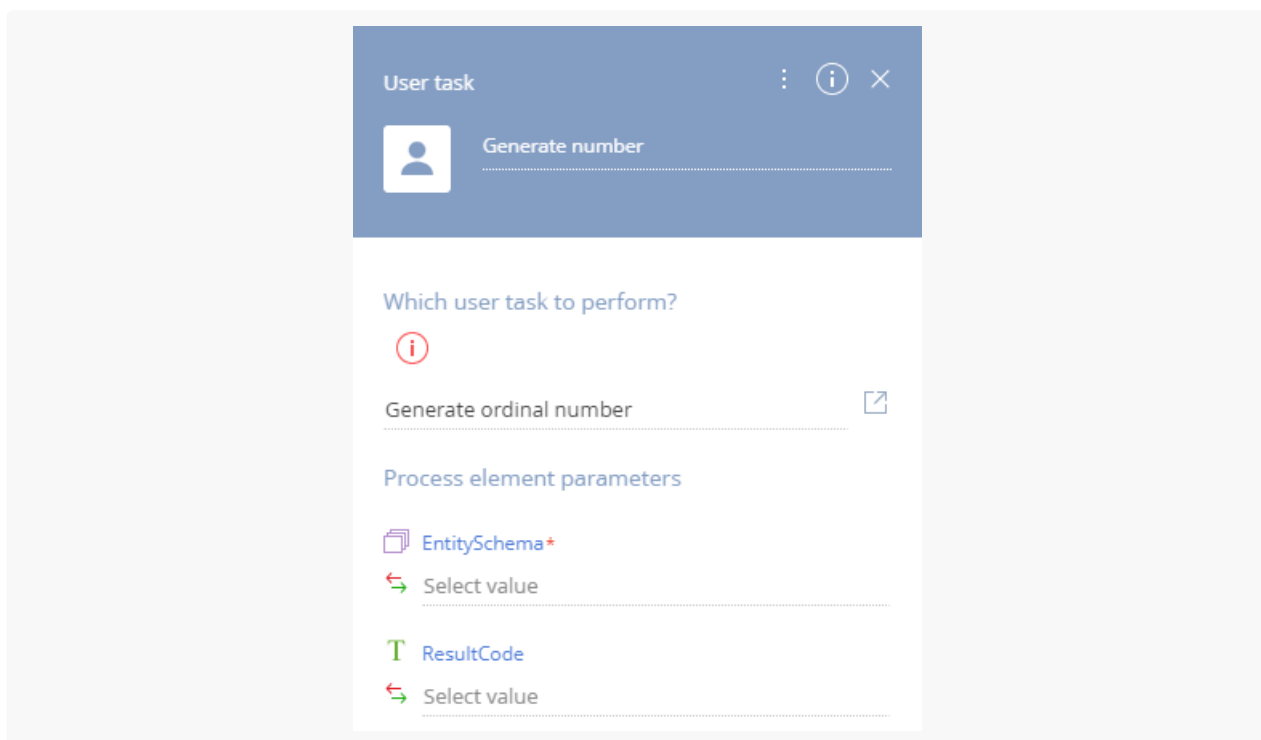 User task
Generate number
Which user task to perform?
Generate ordinal number
Process element parameters
EntitySchema*
Select value
T ResultCode
Select value